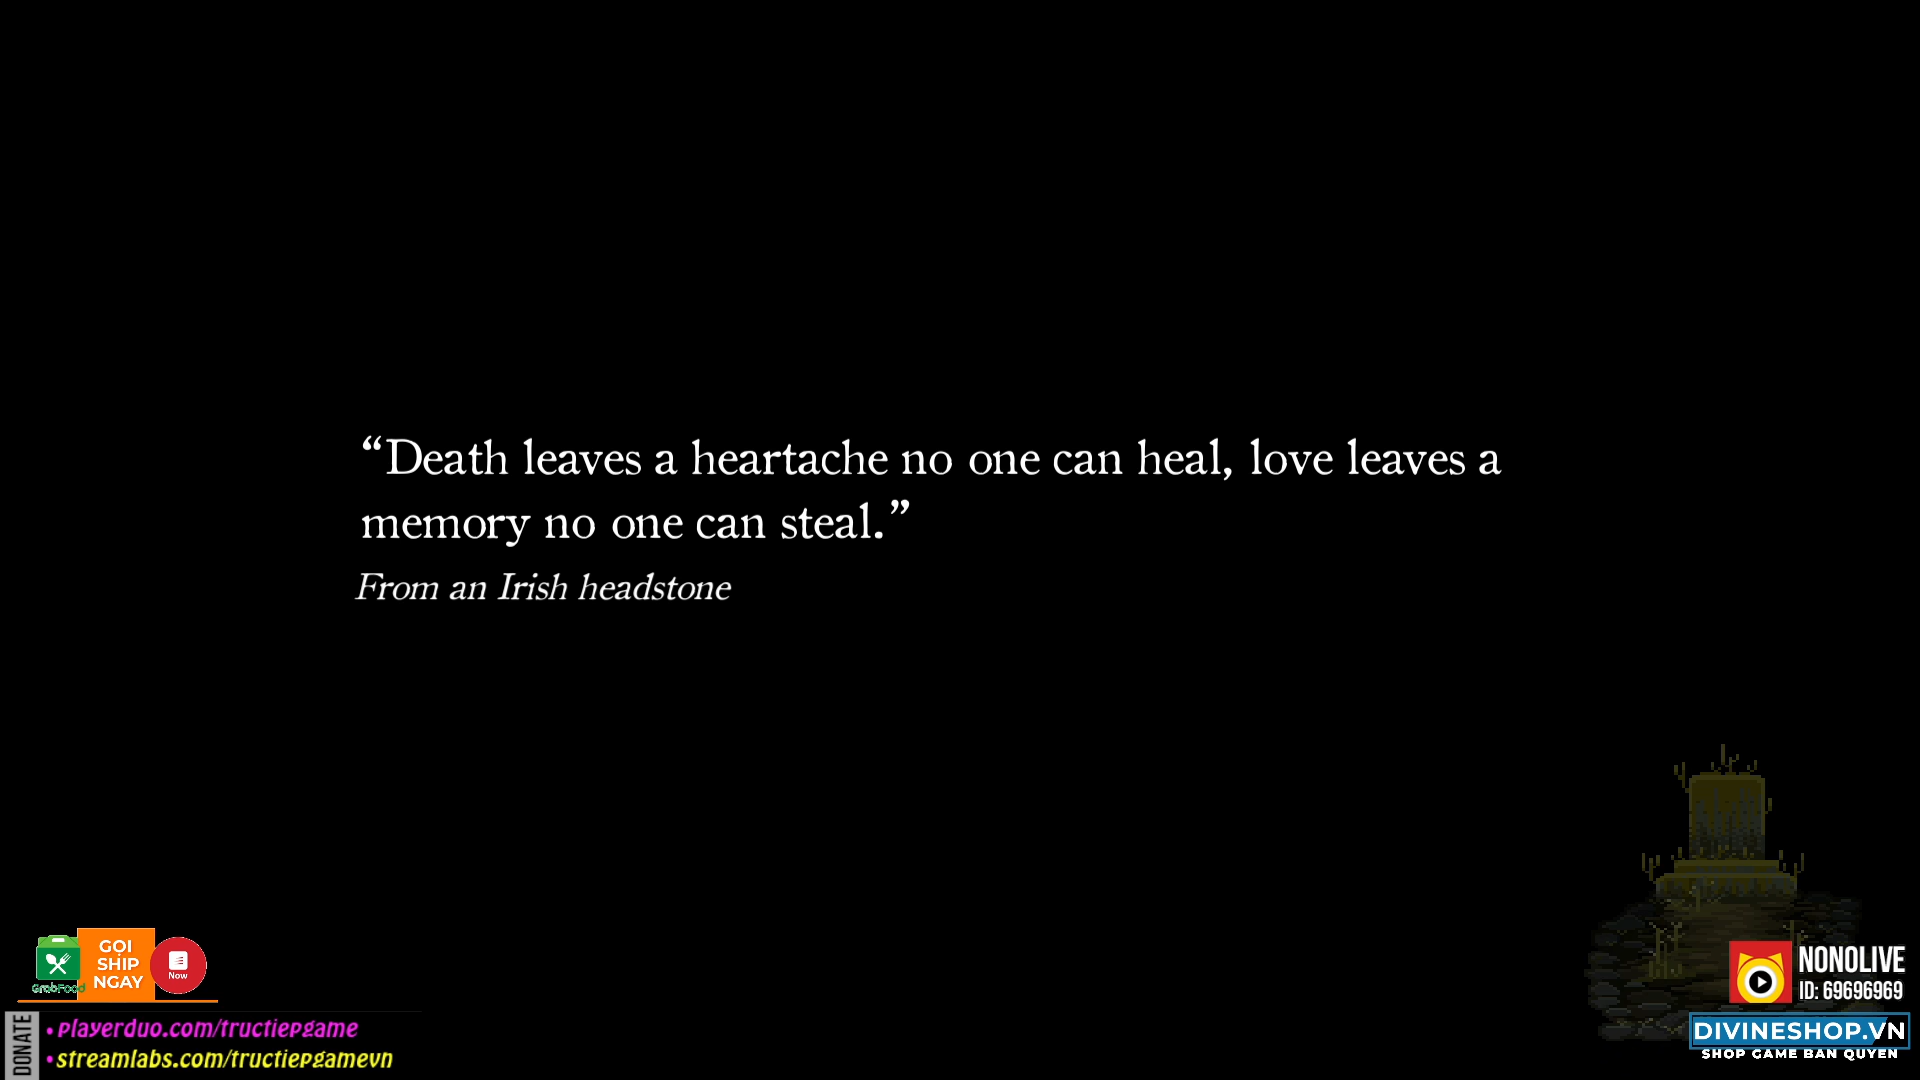 “Death leaves a heartache no one can heal, love leaves a
memory no one can steal.”
From an Irish headstone
GrabFood
GỌI
SHIP
NGAY
Now
DONATE
• playerduo.com/tructiepgame
• streamlabs.com/tructiepgamevn
NONOLIVE
ID: 69696969
DIVINESHOP.VN
SHOP GAME BAN QUYEN